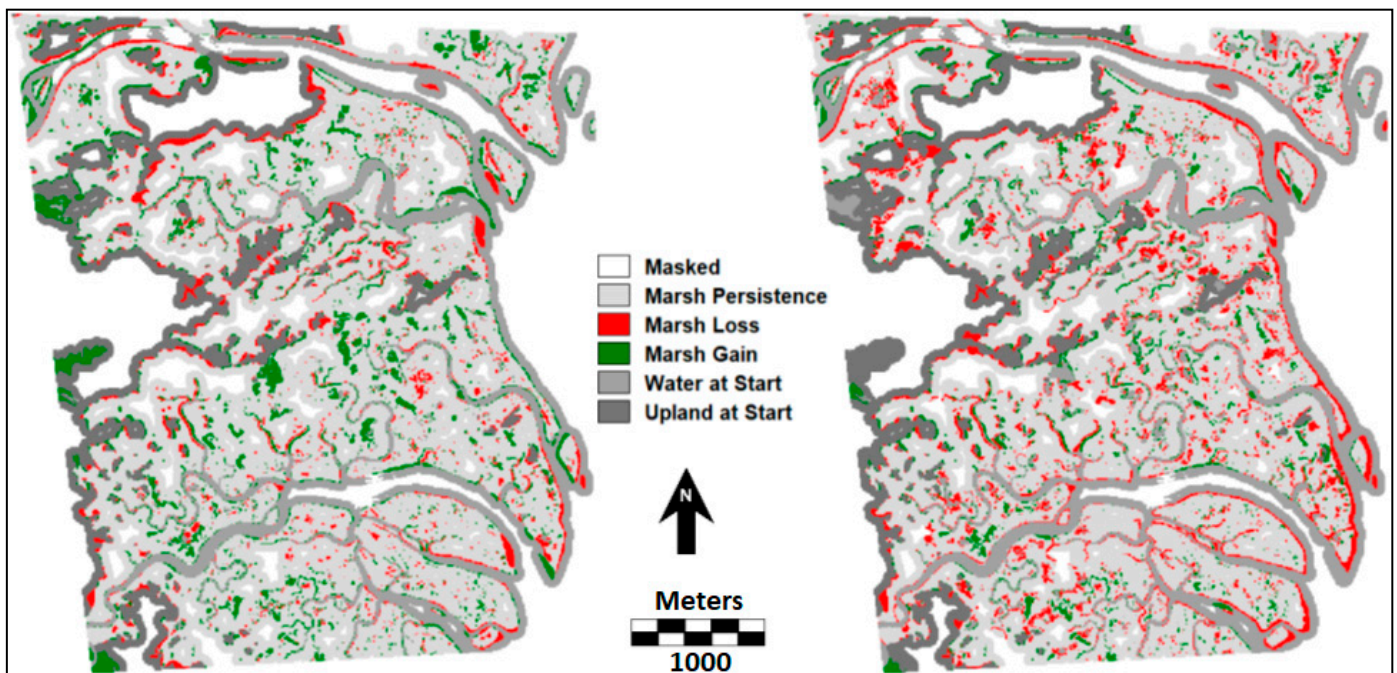 Masked
Marsh Persistence
Marsh Loss
Marsh Gain
Water at Start
Upland at Start
N
Meters
1000